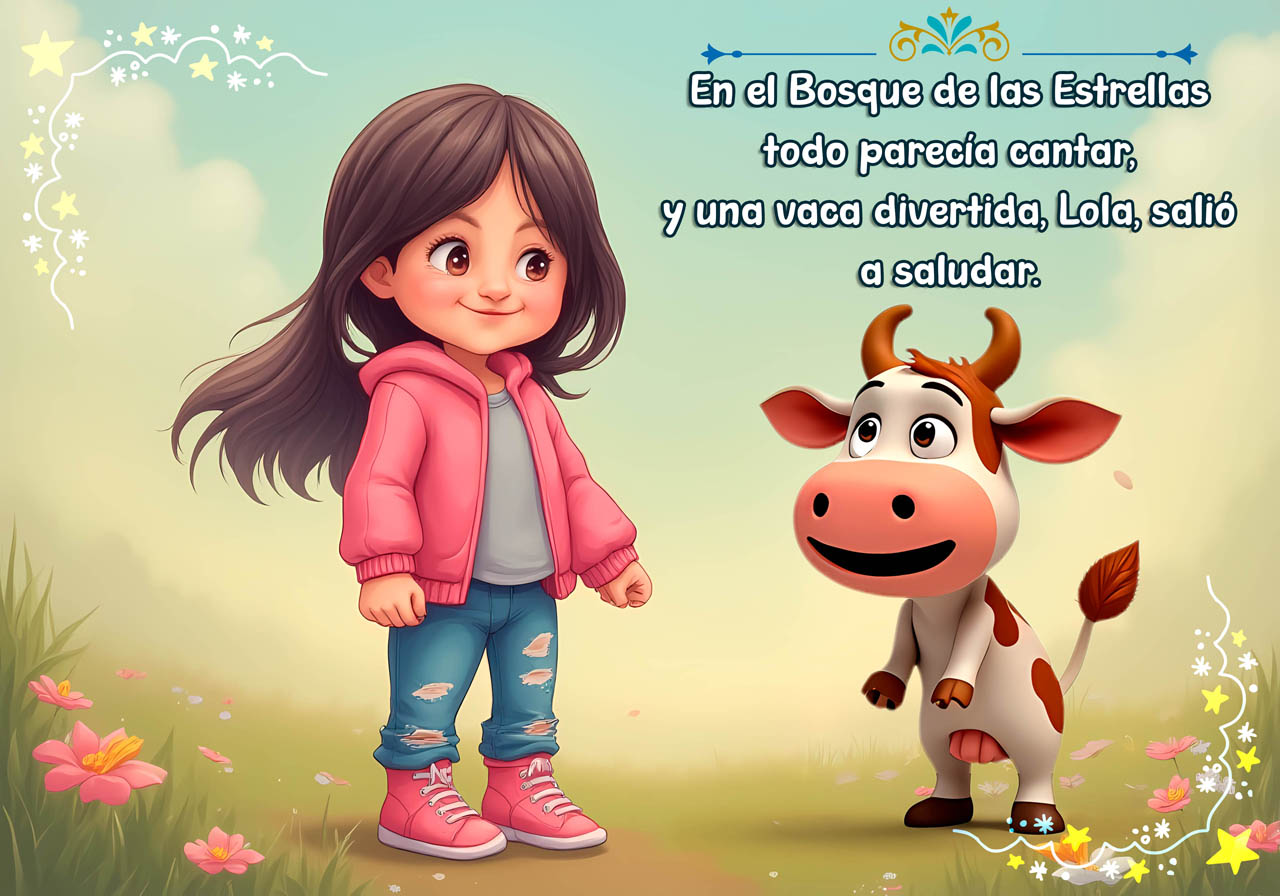 En el Bosque de las Estrellas
todo parecía cantar,
y una vaca divertida, Lola, salió
a saludar.